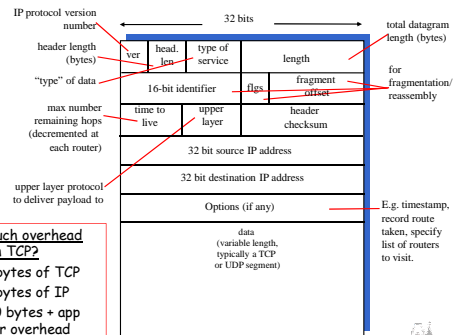 IP protocol version
number
header length
(bytes)
"type" of data
max number
remaining hops
(decremented at
each router)
upper layer protocol
to deliver payload to
32 bits
ver
head.
len
type of
service
length
16-bit identifier
flgs
fragment
offset
time to
live
upper
layer
header
checksum
32 bit source IP address
32 bit destination IP address
Options (if any)
data
(variable length,
typically a TCP
or UDP segment)
total datagram
length (bytes)
for
fragmentation/
reassembly
E.g. timestamp,
record route
taken, specify
list of routers
to visit.
overhead
TCP?
bytes of TCP
bytes of IP
bytes + app
overhead